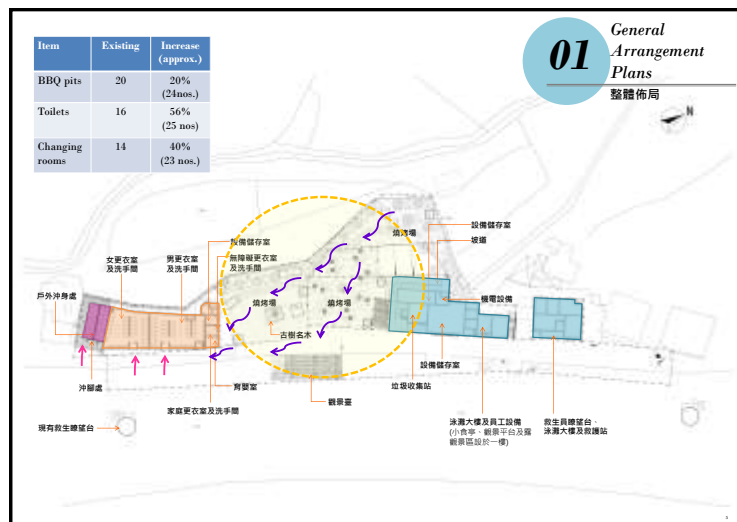 General
Arrangement
Plans
01
整體佈局
Item Existing Increase
(approx.)
BBQ pits 20 20%
(24nos.)
Toilets 16 56%
(25 nos)
Changing
rooms 14 40%
(23 nos.)
N
燒烤場
設備儲存室
坡道
設備儲存室
無障礙更衣室
及洗手間
女更衣室
及洗手間
男更衣室
及洗手間
戶外沖身處
燒烤場
燒烤場
機電設備
古樹名木
設備儲存室
沖腳處
育嬰室
垃圾收集站
家庭更衣室及洗手間
觀景臺
現有救生瞭望台
泳灘大樓及員工設備
(小食亭、觀景平台及露
觀景區設於一樓)
救生員瞭望台、
泳灘大樓及救護站